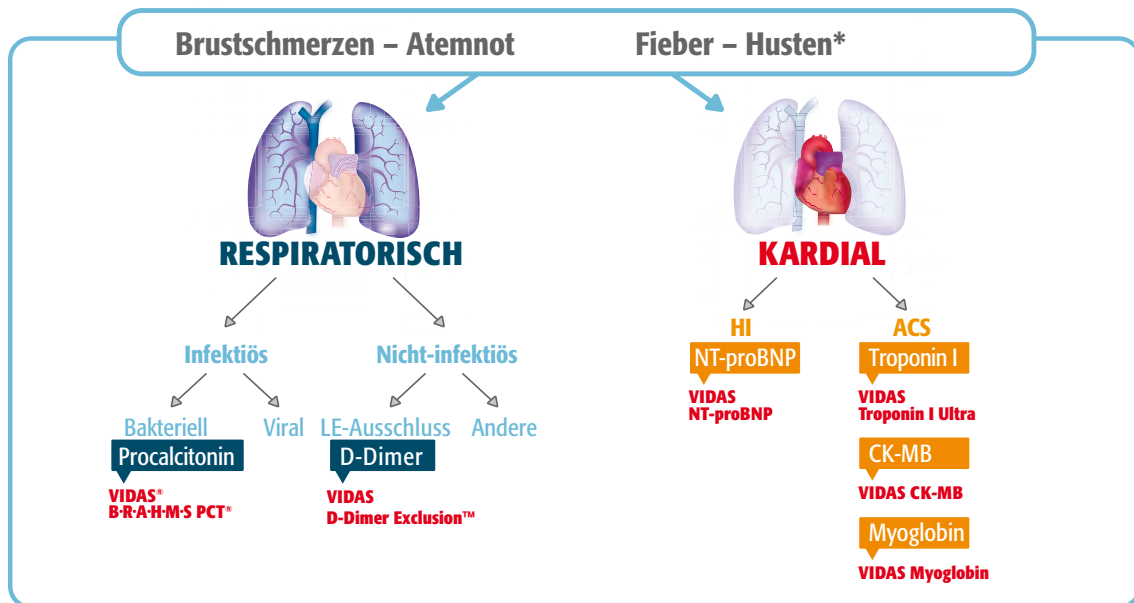 Brustschmerzen – Atemnot
Fieber – Husten*
RESPIRATORISCH
KARDIAL
Infektiös
Nicht-infektiös
Bakteriell
Viral
LE-Ausschluss
Andere
Procalcitonin
D-Dimer
VIDAS®
B·R·A·H·M·S PCT®
VIDAS
D-Dimer Exclusion™
HI
ACS
NT-proBNP
Troponin I
VIDAS
NT-proBNP
VIDAS
Troponin I Ultra
CK-MB
VIDAS CK-MB
Myoglobin
VIDAS Myoglobin